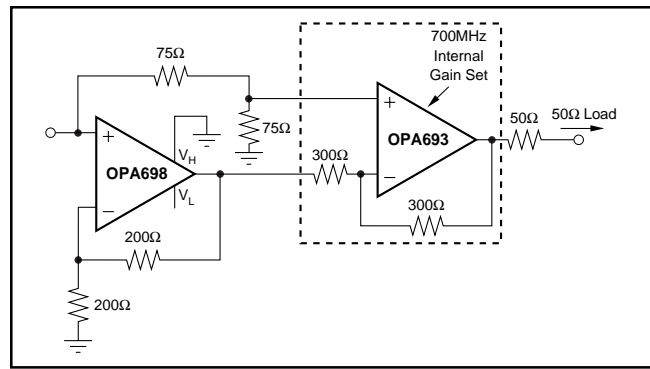 700MHz
Internal
Gain Set
75Ω
75Ω
+
OPA698
−
V_H
V_L
200Ω
200Ω
300Ω
+
OPA693
−
300Ω
50Ω
50Ω Load